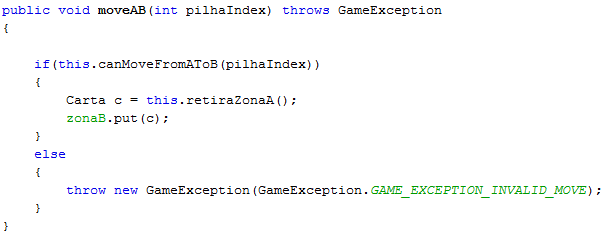 public void moveAB(int pilhaIndex) throws GameException
{
if(this.canMoveFromAToB(pilhaIndex))
{
Carta c = this.retiraZonaA();
zonaB.put(c);
}
else
{
throw new GameException(GameException.GAME_EXCEPTION_INVALID_MOVE);
}
}